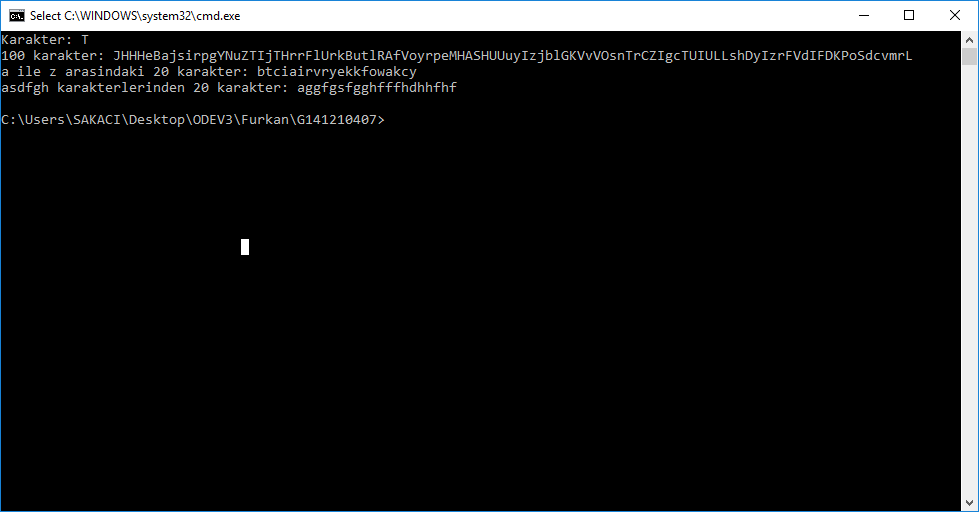 Select C:\WINDOWS\system32\cmd.exe
Karakter: T
100 karakter: JHHHeBajsirpgYNuZTIjTHrrFlUrkButlRAfVoyrpeMHASHUUuyIzjblGKVvVOsnTrCZIgcTUIULLshDyIzrFVdIFDKPoSdcvmrL
a ile z arasindaki 20 karakter: btciairvryekkfowakcy
asdfgh karakterlerinden 20 karakter: aggfgsfgghfffhdhhfhf
C:\Users\SAKACI\Desktop\ODEV3\Furkan\G141210407>